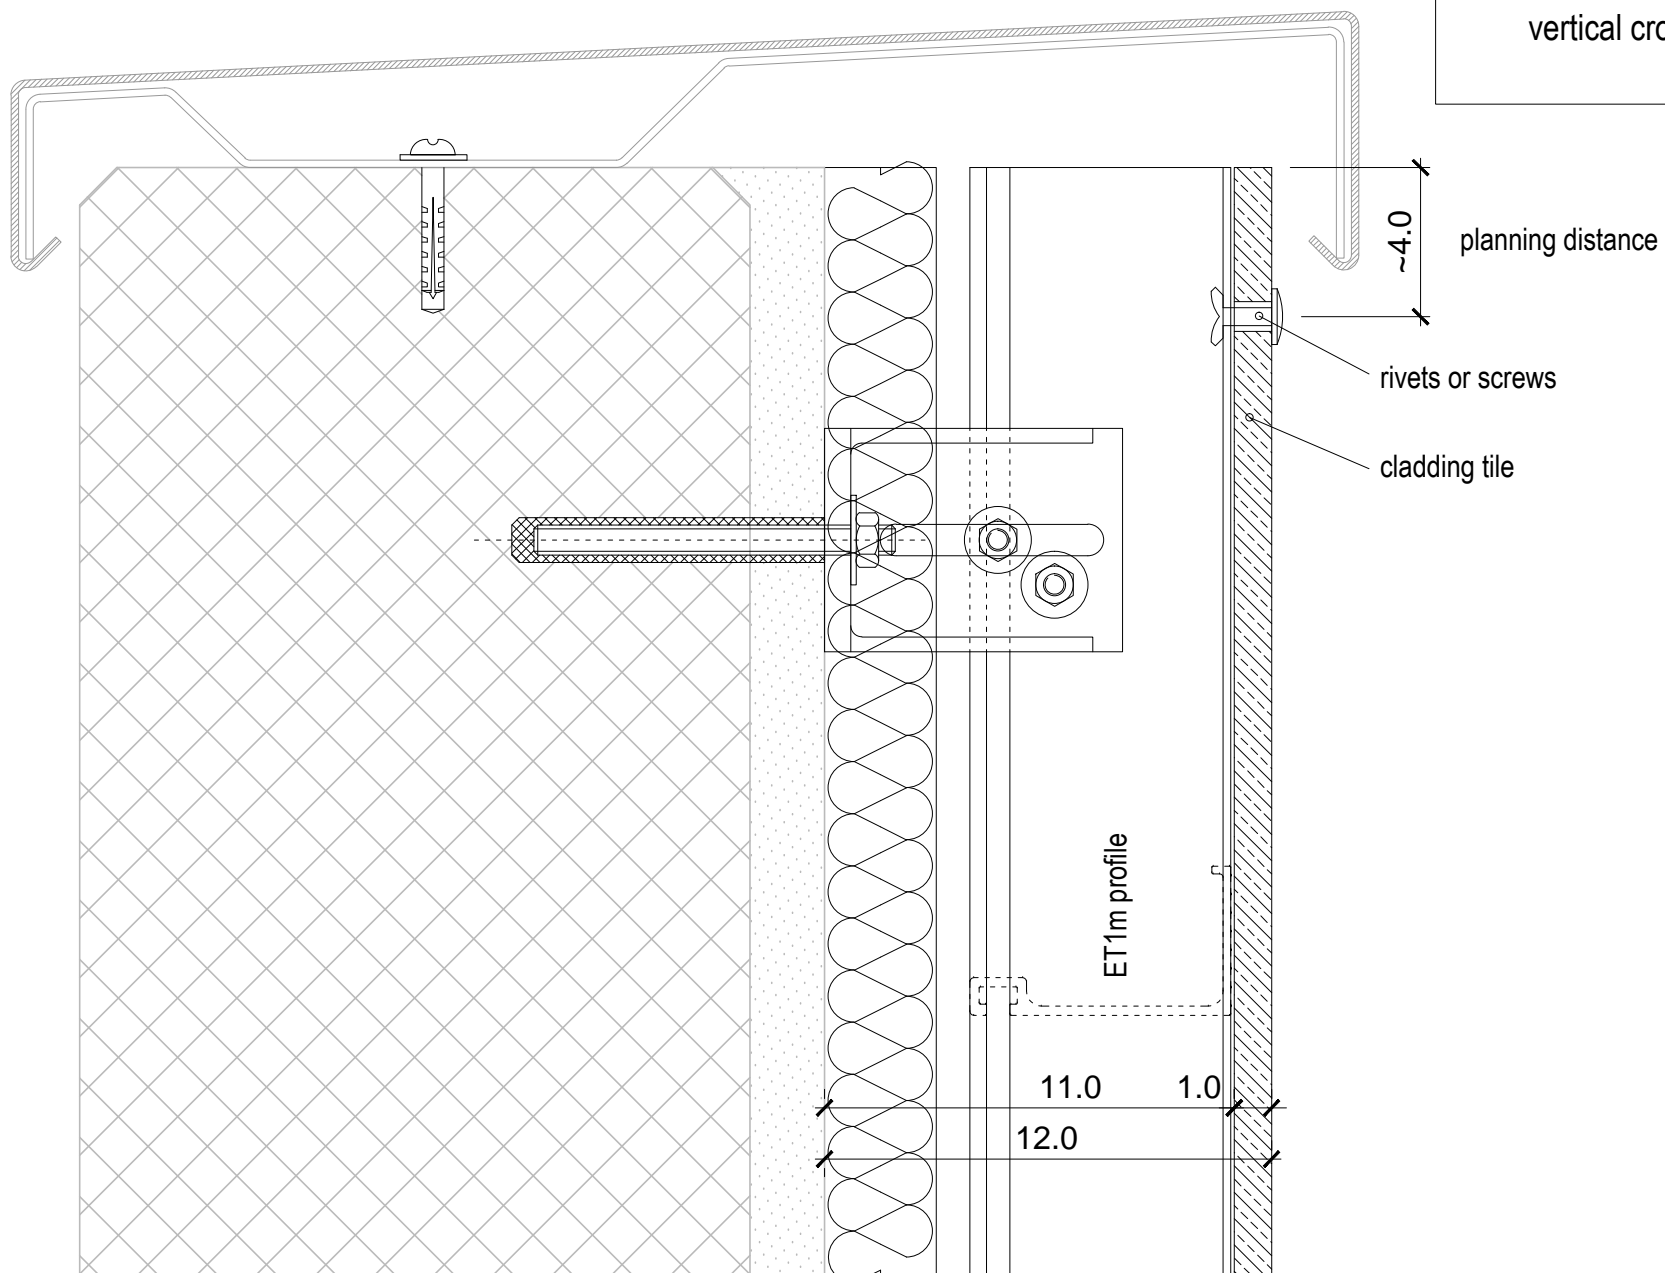 vertical cro
~4.0
planning distance
rivets or screws
cladding tile
ET1m profile
11.0
1.0
12.0